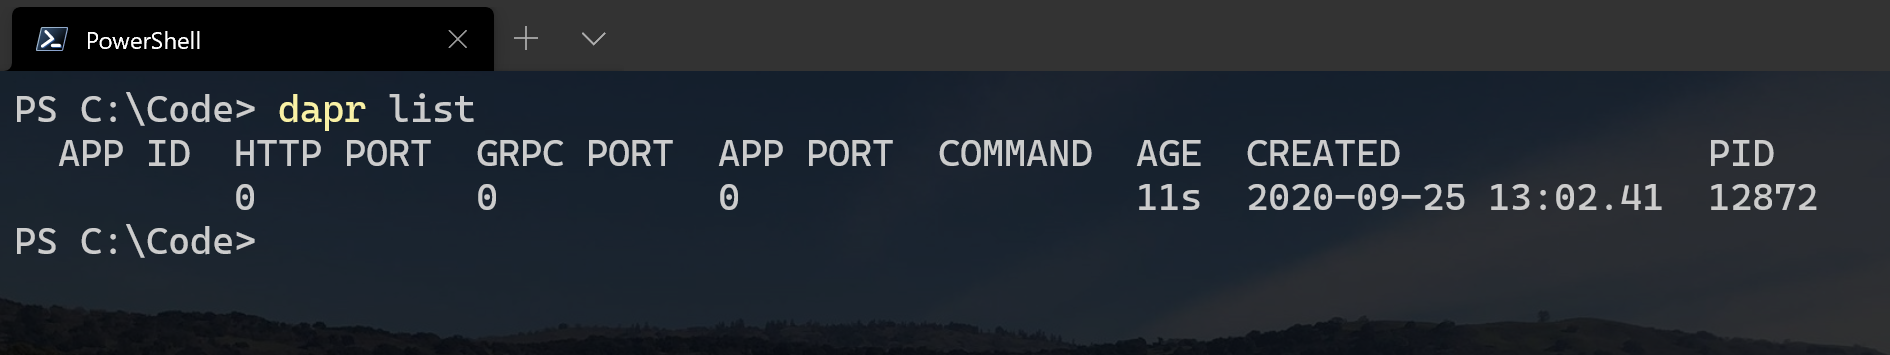 PowerShell
PS C:\Code> dapr list
APP ID  HTTP PORT  GRPC PORT  APP PORT  COMMAND  AGE  CREATED              PID
0          0          0                  11s  2020-09-25 13:02.41  12872
PS C:\Code>